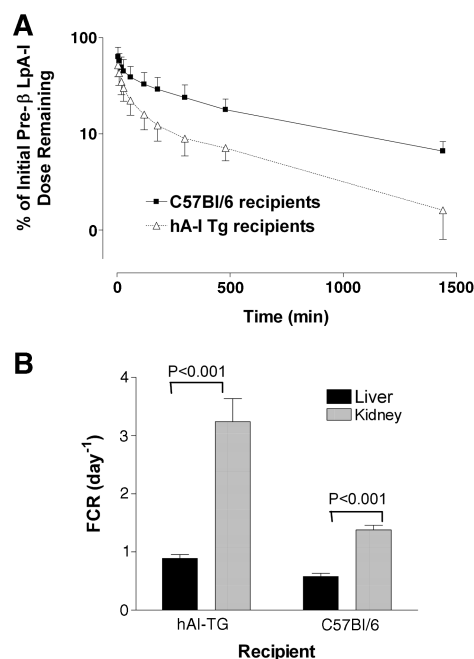 A
% of Initial Pre-β LpA-I
Dose Remaining
100
10
0
C57Bl/6 recipients
hA-I Tg recipients
0
500
1000
1500
Time (min)
B
FCR (day-1)
4
3
2
1
0
P<0.001
P<0.001
Liver
Kidney
hAI-TG
C57Bl/6
Recipient